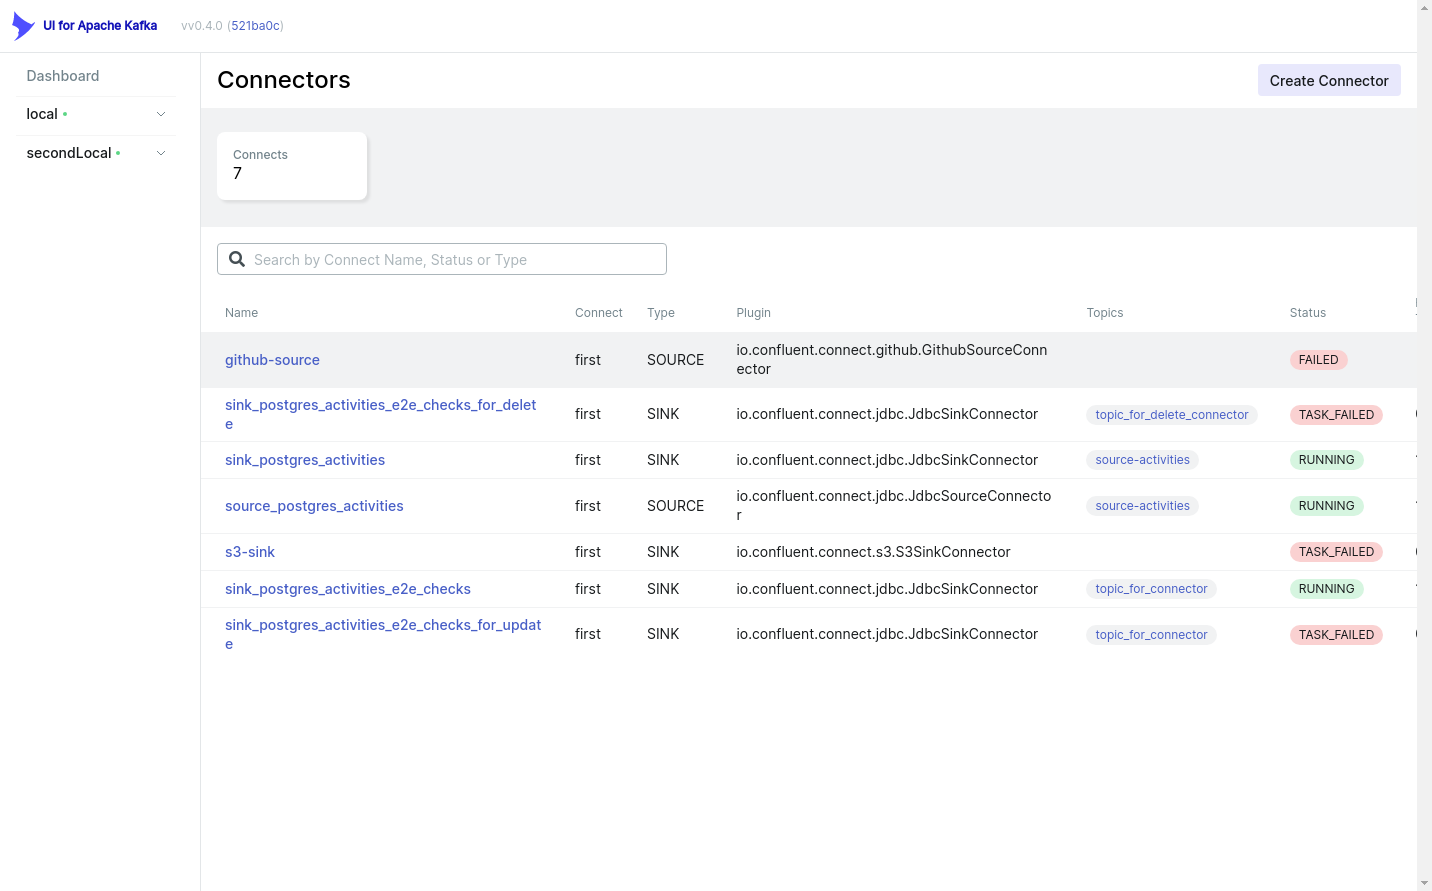 UI for Apache Kafka vv0.4.0 (521ba0c)
Dashboard
local
secondLocal
Connectors
Create Connector
Connects
7
Search by Connect Name, Status or Type
Name Connect Type Plugin Topics Status
github-source first SOURCE io.confluent.connect.github.GithubSourceConn
ector FAILED
sink_postgres_activities_e2e_checks_for_delet
e first SINK io.confluent.connect.jdbc.JdbcSinkConnector topic_for_delete_connector TASK_FAILED
sink_postgres_activities first SINK io.confluent.connect.jdbc.JdbcSinkConnector source-activities RUNNING
source_postgres_activities first SOURCE io.confluent.connect.jdbc.JdbcSourceConnecto
r source-activities RUNNING
s3-sink first SINK io.confluent.connect.s3.S3SinkConnector TASK_FAILED
sink_postgres_activities_e2e_checks first SINK io.confluent.connect.jdbc.JdbcSinkConnector topic_for_connector RUNNING
sink_postgres_activities_e2e_checks_for_updat
e first SINK io.confluent.connect.jdbc.JdbcSinkConnector topic_for_connector TASK_FAILED